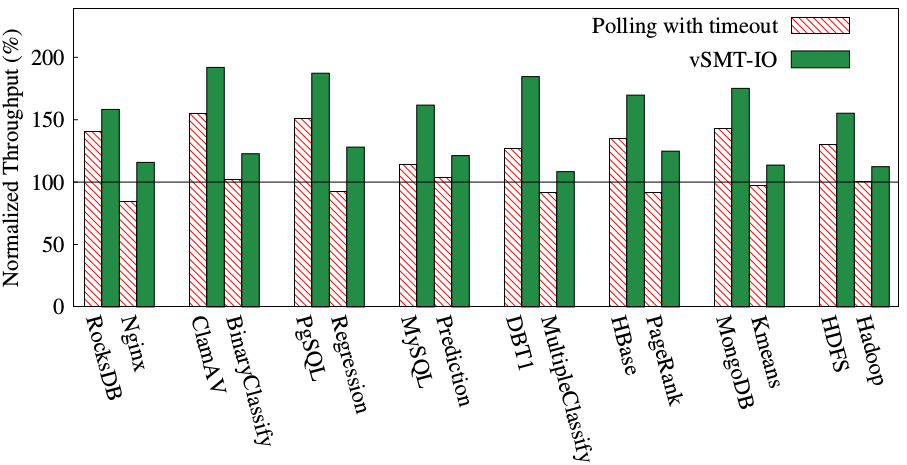 Polling with timeout
vSMT-IO
Normalized Throughput (%)
200
150
100
50
0
RocksDB
Nginx
ClamAV
BinaryClassify
PgSQL
Regression
MySQL
Prediction
DBT1
MultipleClassify
HBase
PageRank
MongoDB
Kmeans
HDFS
Hadoop